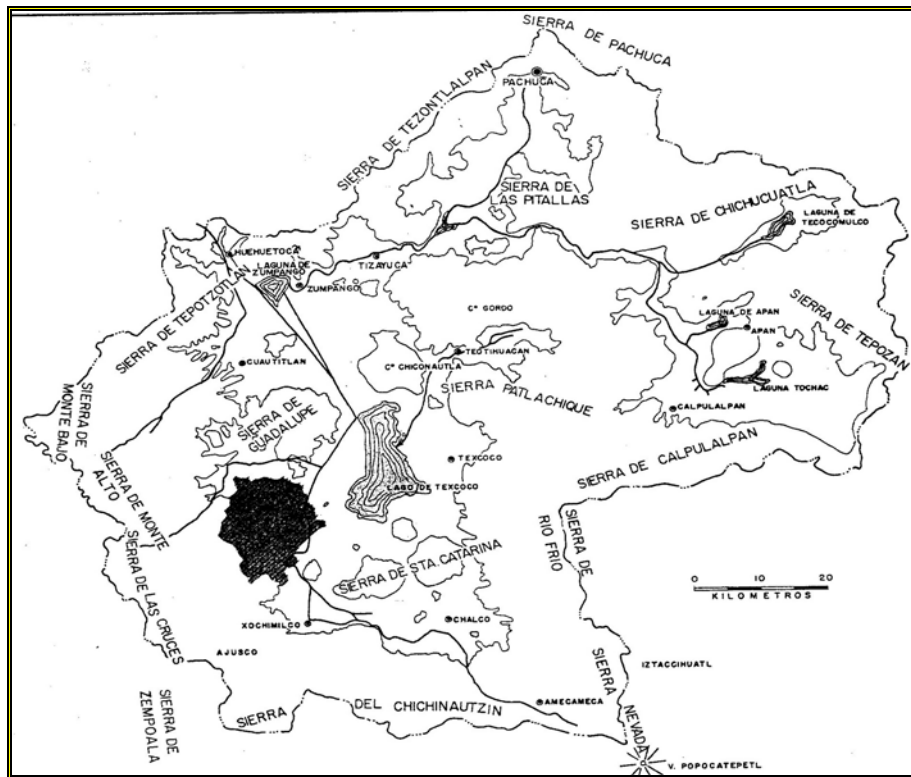 SIERRA DE PACHUCA
PACHUCA
SIERRA DE TEZONTLALPAN
SIERRA DE
LAS PITALLAS
SIERRA DE CHICHUCUATLA
LAGUNA DE
TECOCOMULCO
HUEHUETOCA
LAGUNA DE
ZUMPANGO
ZUMPANGO
TIZAYUCA
SIERRA DE TEPOTZOTLAN
Cº GORDO
LAGUNA DE APAN
APAN
SIERRA DE TEPOZAN
TEOTIHUACAN
CUAUTITLAN
Cº CHICONAUTLA
SIERRA PATLACHIQUE
LAGUNA TOCHAC
CALPULALPAN
SIERRA DE
MONTE BAJO
SIERRA DE
GUADALUPE
SIERRA DE MONTE
ALTO
TEXCOCO
LAGO DE TEXCOCO
SIERRA DE CALPULALPAN
SIERRA DE
RIO FRIO
SIERRA DE LAS CRUCES
SIERRA DE STA. CATARINA
0 10 20
KILOMETROS
XOCHIMILCO
CHALCO
AJUSCO
IZTACCIHUATL
SIERRA DE
ZEMPOALA
SIERRA DEL CHICHINAUTZIN
AMECAMECA
SIERRA NEVADA
V. POPOCATEPETL